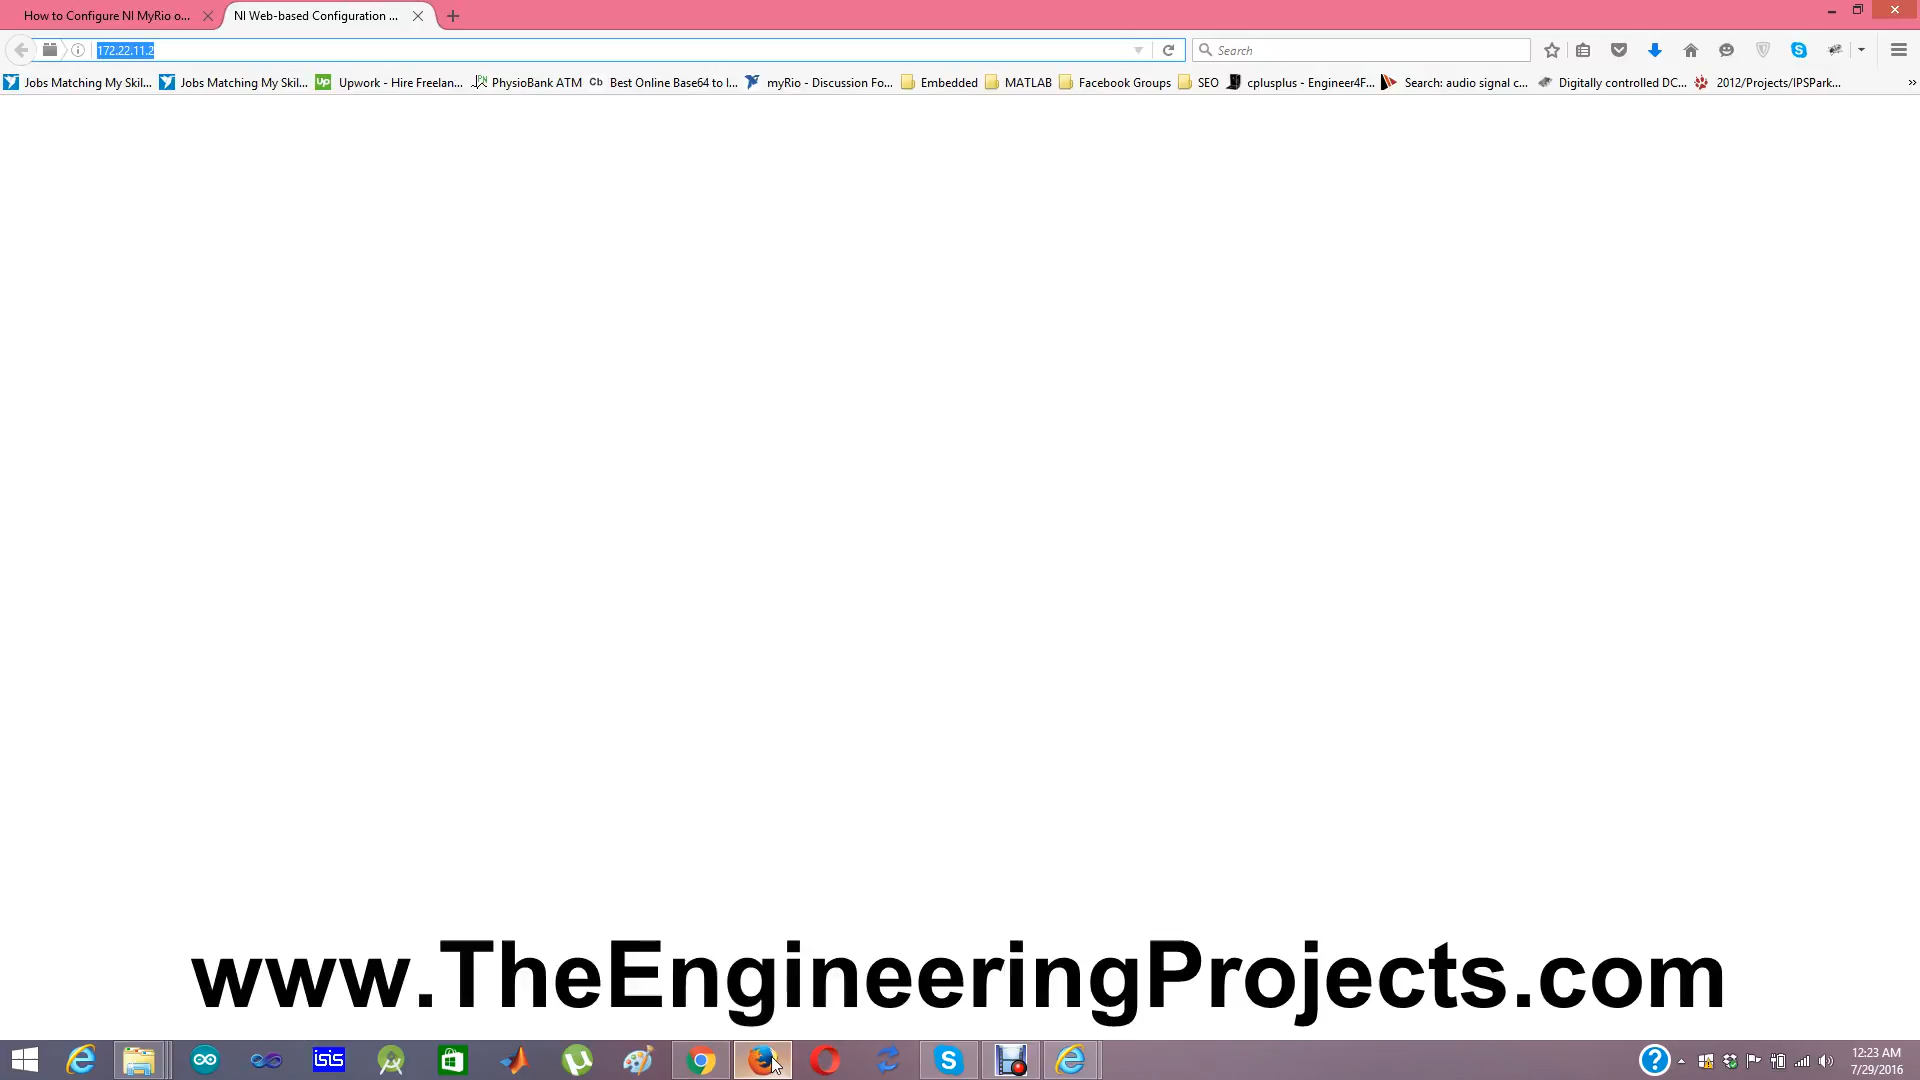 How to Configure NI MyRio o...
NI Web-based Configuration ...
172.22.11.2
Search
Jobs Matching My Skil...
Jobs Matching My Skil...
Up
Upwork - Hire Freelan...
PhysioBank ATM
Cb
Best Online Base64 to I...
myRio - Discussion Fo...
Embedded
MATLAB
Facebook Groups
SEO
cplusplus - Engineer4F...
Search: audio signal c...
Digitally controlled DC...
2012/Projects/IPSPark...
www.TheEngineeringProjects.com
isis
12:23 AM
7/29/2016